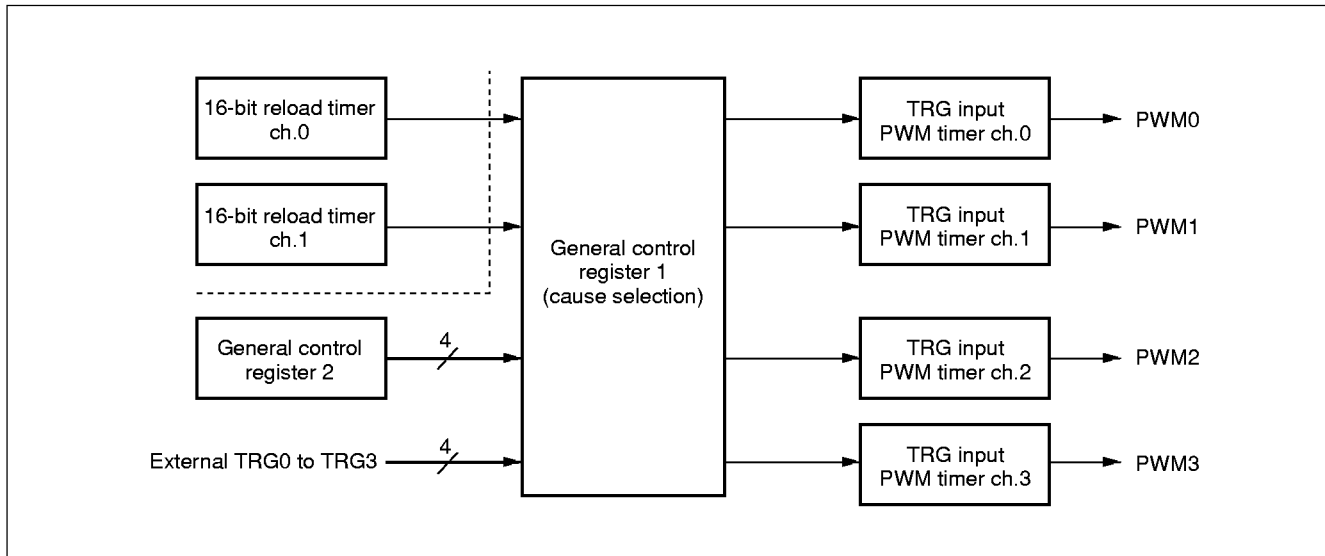 16-bit reload timer
ch.0
16-bit reload timer
ch.1
General control
register 2
4
External TRG0 to TRG3
4
General control
register 1
(cause selection)
TRG input
PWM timer ch.0
PWM0
TRG input
PWM timer ch.1
PWM1
TRG input
PWM timer ch.2
PWM2
TRG input
PWM timer ch.3
PWM3